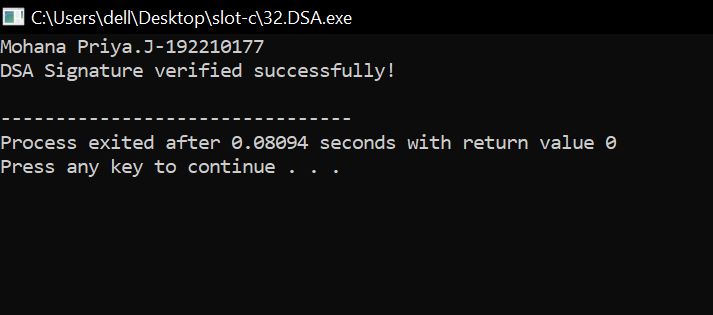 C:\Users\dell\Desktop\slot-c\32.DSA.exe
Mohana Priya.J-192210177
DSA Signature verified successfully!
--------------------------------
Process exited after 0.08094 seconds with return value 0
Press any key to continue . . .